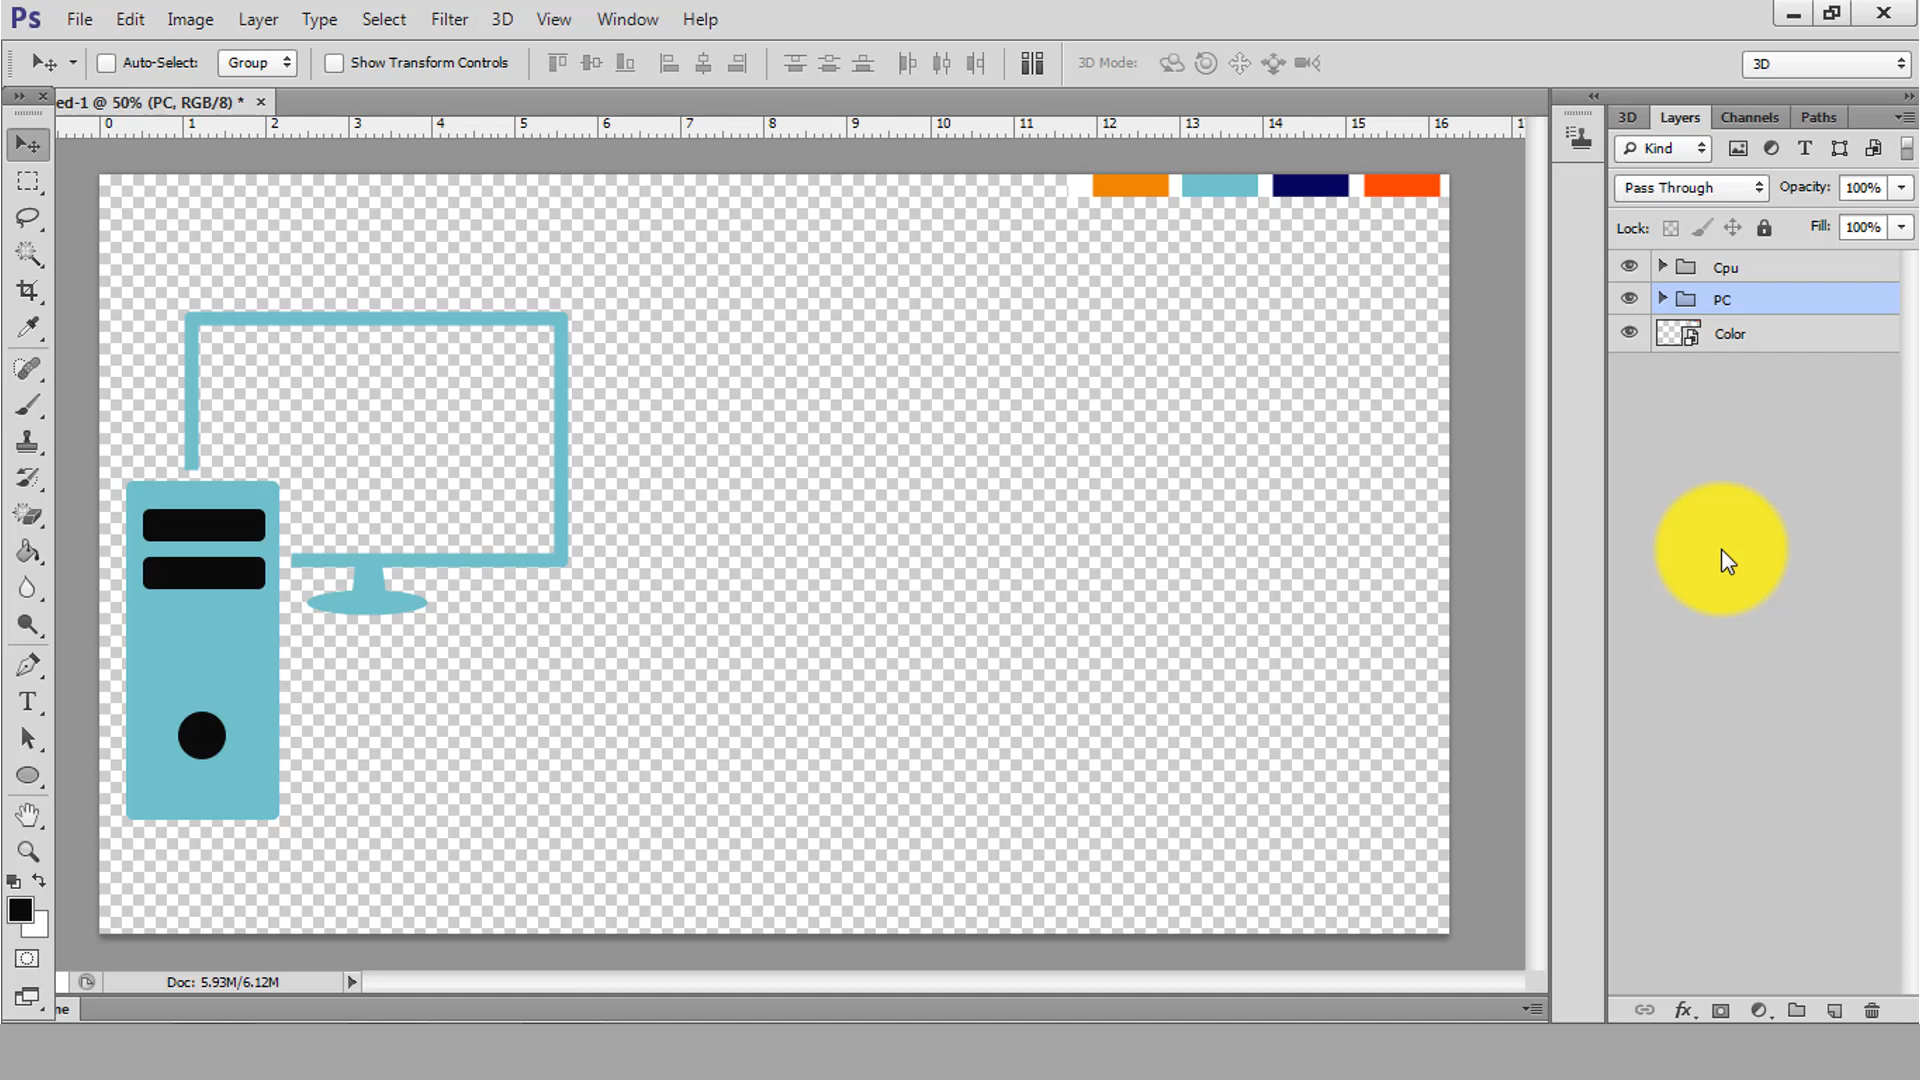 Ps File Edit Image Layer Type Select Filter 3D View Window Help
Auto-Select: Group Show Transform Controls 3D Mode: 3D
ed-1 @ 50% (PC, RGB/8) * ×
0 1 2 3 4 5 6 7 8 9 10 11 12 13 14 15 16 1
3D Layers Channels Paths
Kind T
Pass Through Opacity: 100%
Lock: Fill: 100%
Cpu
PC
Color
T
Doc: 5.93M/6.12M
ne
fx